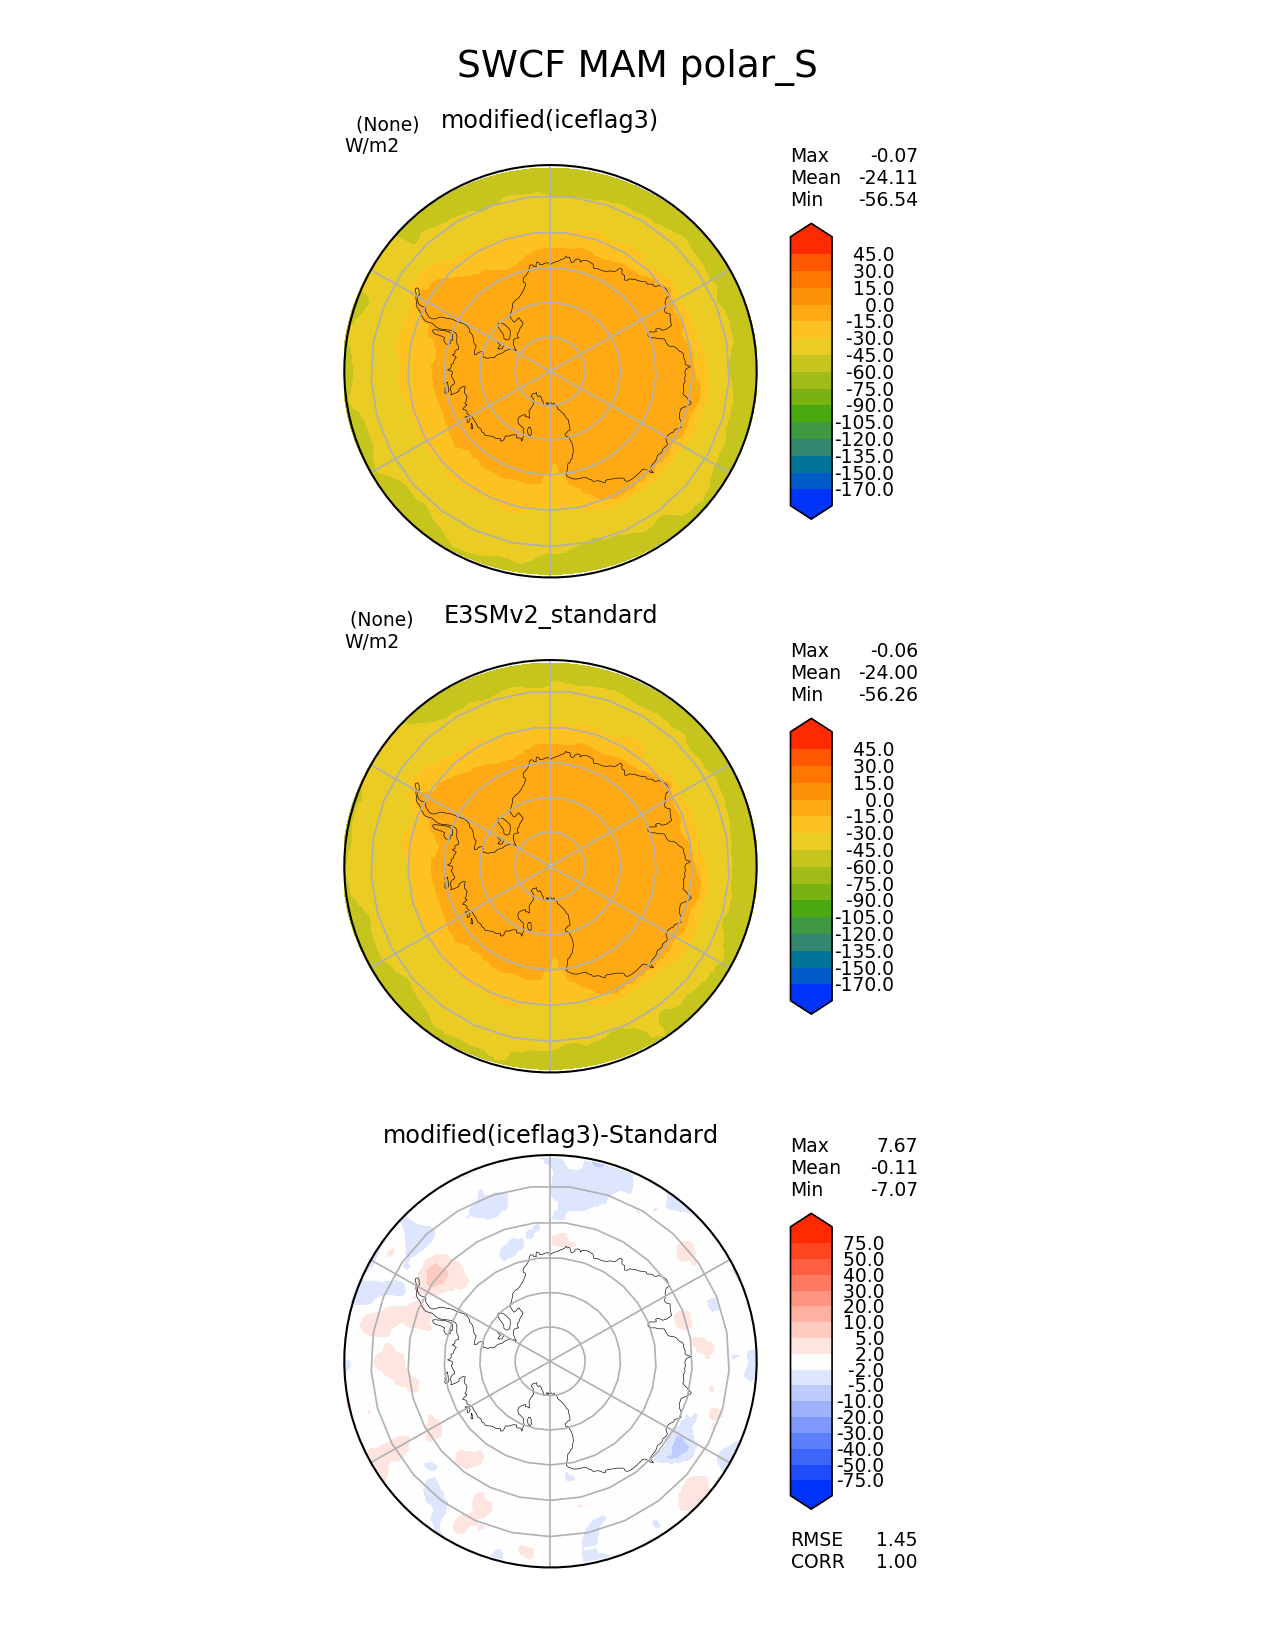 SWCF MAM polar_S
(None)
modified(iceflag3)
W/m2
Max -0.07
Mean -24.11
Min -56.54
45.0
30.0
15.0
0.0
-15.0
-30.0
-45.0
-60.0
-75.0
-90.0
-105.0
-120.0
-135.0
-150.0
-170.0
(None)
E3SMv2_standard
W/m2
Max -0.06
Mean -24.00
Min -56.26
45.0
30.0
15.0
0.0
-15.0
-30.0
-45.0
-60.0
-75.0
-90.0
-105.0
-120.0
-135.0
-150.0
-170.0
modified(iceflag3)-Standard
Max 7.67
Mean -0.11
Min -7.07
75.0
50.0
40.0
30.0
20.0
10.0
5.0
2.0
-2.0
-5.0
-10.0
-20.0
-30.0
-40.0
-50.0
-75.0
RMSE 1.45
CORR 1.00